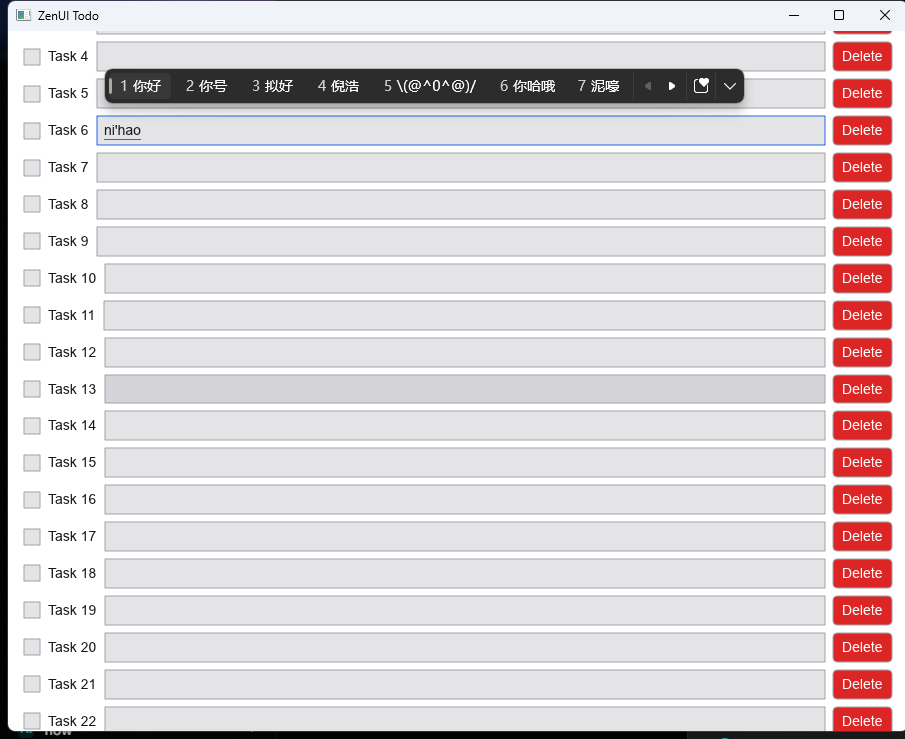 ZenUI Todo
Delete
Task 4 Delete
1 你好 2 你号 3 拟好 4 倪浩 5 \(@^0^@)/ 6 你哈哦 7 泥嚎
Task 5 Delete
Task 6 ni'hao Delete
Task 7 Delete
Task 8 Delete
Task 9 Delete
Task 10 Delete
Task 11 Delete
Task 12 Delete
Task 13 Delete
Task 14 Delete
Task 15 Delete
Task 16 Delete
Task 17 Delete
Task 18 Delete
Task 19 Delete
Task 20 Delete
Task 21 Delete
Task 22 Delete